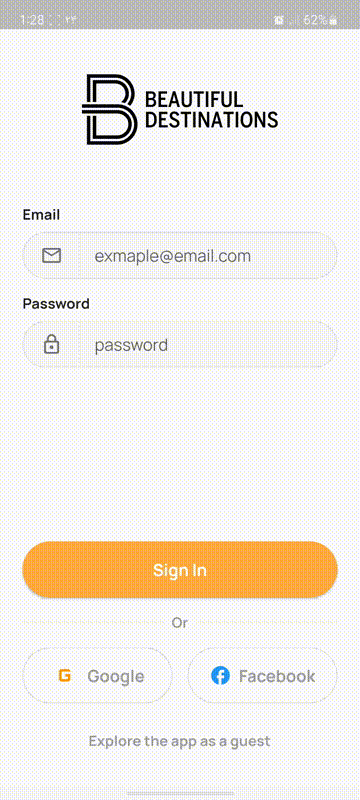 1:28 ۲۳ 62%
BEAUTIFUL
DESTINATIONS
Email
exmaple@email.com
Password
password
Sign In
Or
Google Facebook
Explore the app as a guest